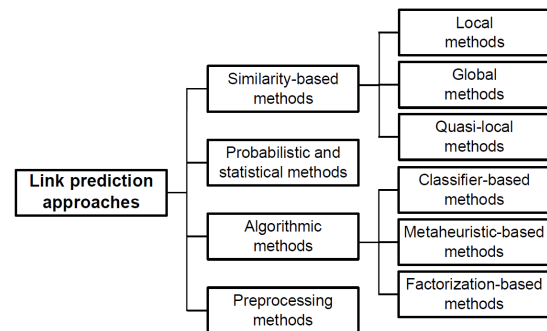 Link prediction
approaches
Similarity-based
methods
Local
methods
Global
methods
Quasi-local
methods
Probabilistic and
statistical methods
Algorithmic
methods
Classifier-based
methods
Metaheuristic-based
methods
Factorization-based
methods
Preprocessing
methods